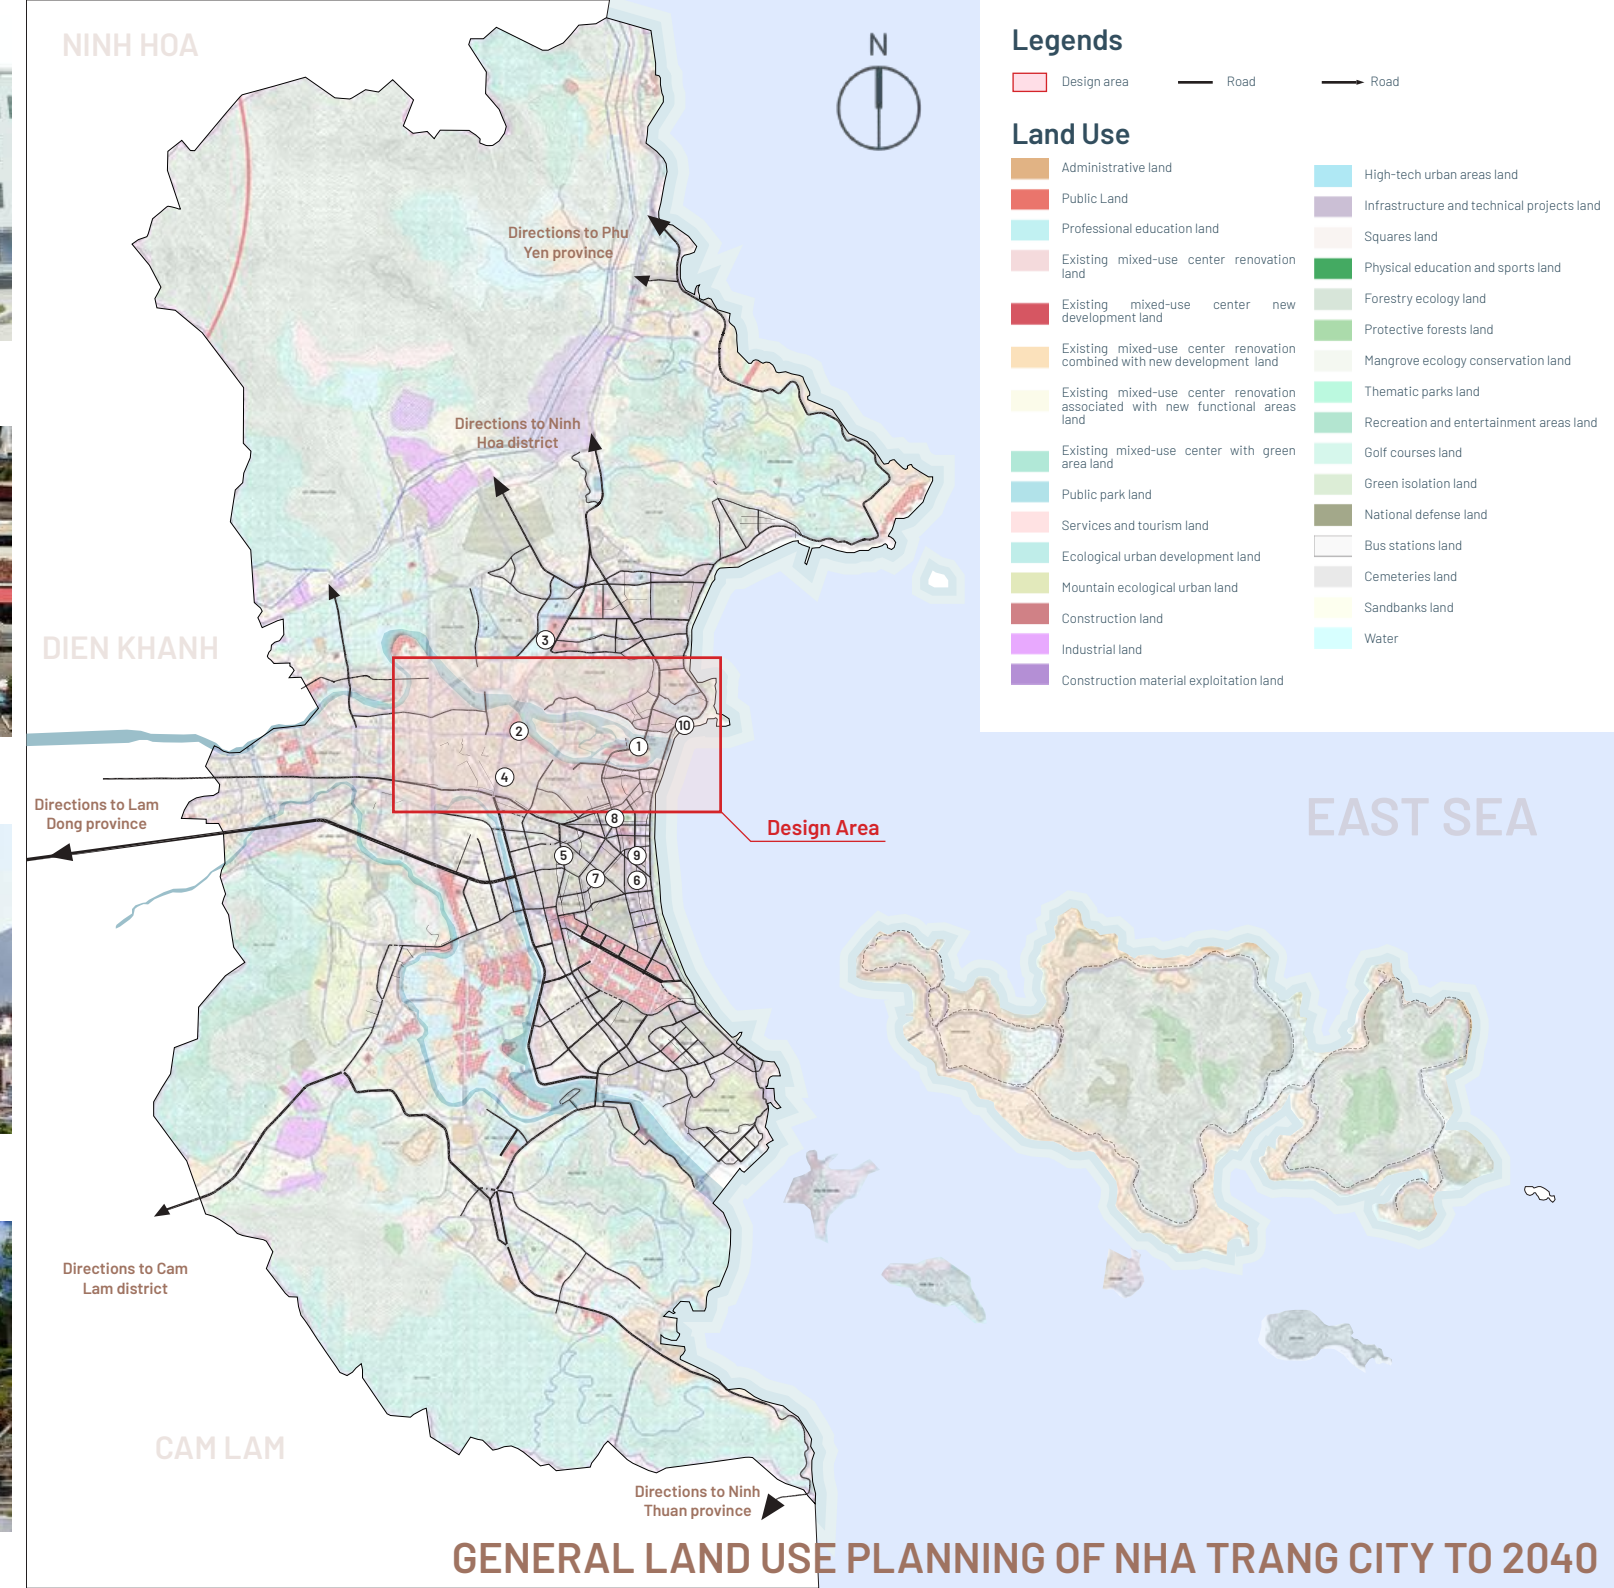 NINH HOA
N
Legends
Design area
Road
Road
Land Use
Administrative land
Public Land
Professional education land
Existing mixed-use center renovation
land
Existing mixed-use center new
development land
Existing mixed-use center renovation
combined with new development land
Existing mixed-use center renovation
associated with new functional areas
land
Existing mixed-use center with green
area land
Public park land
Services and tourism land
Ecological urban development land
Mountain ecological urban land
Construction land
Industrial land
Construction material exploitation land
High-tech urban areas land
Infrastructure and technical projects land
Squares land
Physical education and sports land
Forestry ecology land
Protective forests land
Mangrove ecology conservation land
Thematic parks land
Recreation and entertainment areas land
Golf courses land
Green isolation land
National defense land
Bus stations land
Cemeteries land
Sandbanks land
Water
Directions to Phu
Yen province
Directions to Ninh
Hoa district
DIEN KHANH
3
2
10
1
4
Directions to Lam
Dong province
8
Design Area
EAST SEA
5
9
7
6
Directions to Cam
Lam district
CAM LAM
Directions to Ninh
Thuan province
GENERAL LAND USE PLANNING OF NHA TRANG CITY TO 2040